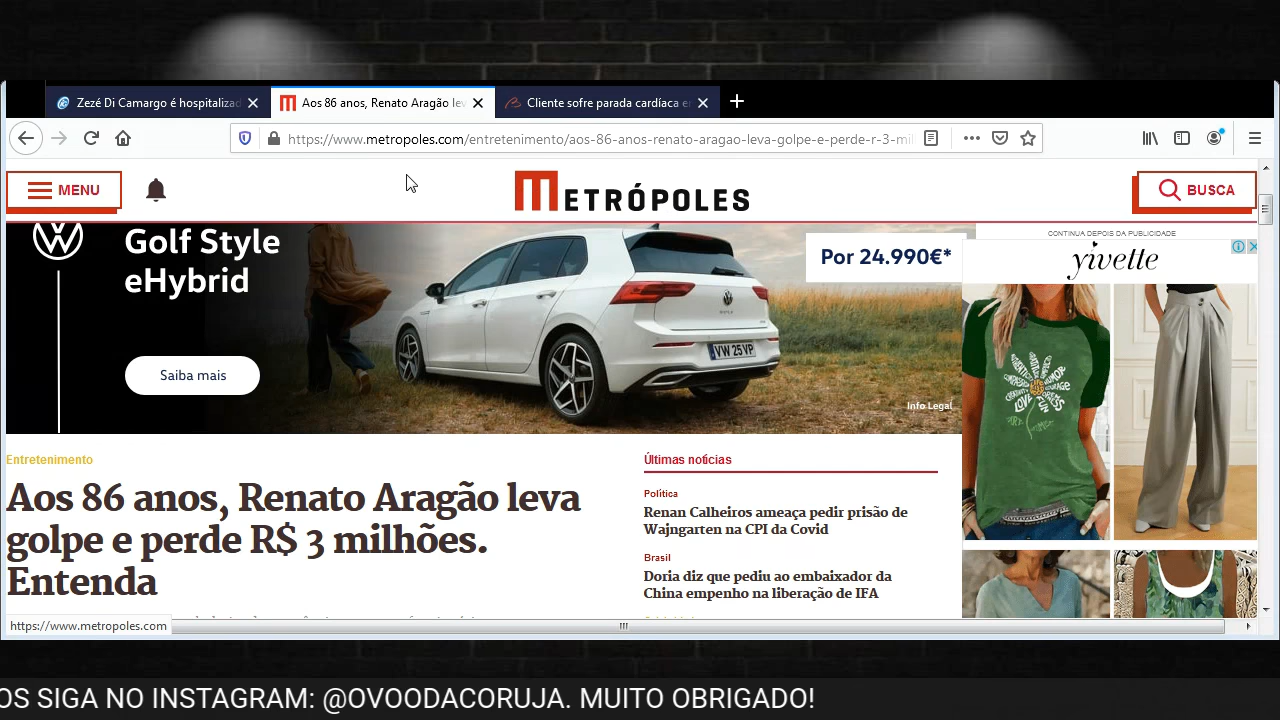 Zezé Di Camargo é hospitaliza
Aos 86 anos, Renato Aragão lev
Cliente sofre parada cardíaca e
https://www.metropoles.com/entretenimento/aos-86-anos-renato-aragao-leva-golpe-e-perde-r-3-mil
MENU
METRÓPOLES
BUSCA
Golf Style
eHybrid
Por 24.990€*
Saiba mais
VW 25VP
Info Legal
CONTINUA DEPOIS DA PUBLICIDADE
yivette
LOVE
FUN
Entretenimento
Aos 86 anos, Renato Aragão leva
golpe e perde R$ 3 milhões.
Entenda
Últimas notícias
Política
Renan Calheiros ameaça pedir prisão de
Wajngarten na CPI da Covid
Brasil
Doria diz que pediu ao embaixador da
China empenho na liberação de IFA
https://www.metropoles.com
OS SIGA NO INSTAGRAM: @OVOODACORUJA. MUITO OBRIGADO!